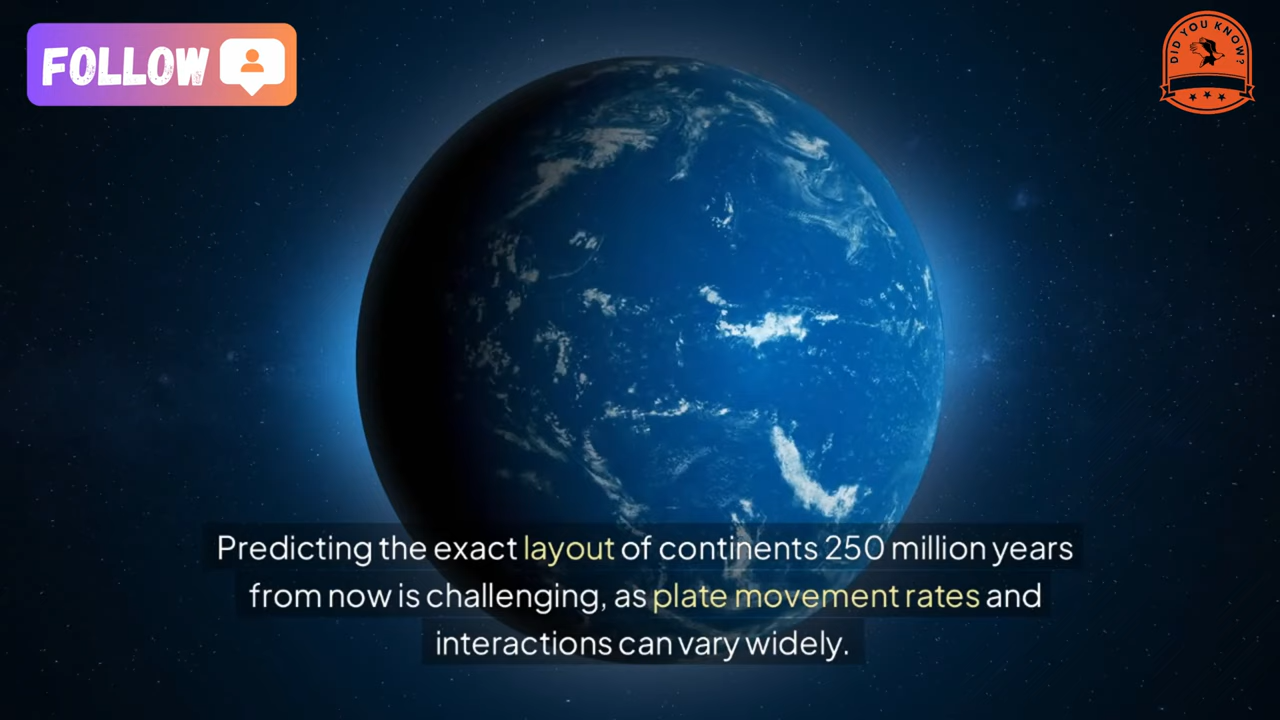 FOLLOW
DID YOU KNOW?
Predicting the exact layout of continents 250 million years
from now is challenging, as plate movement rates and
interactions can vary widely.